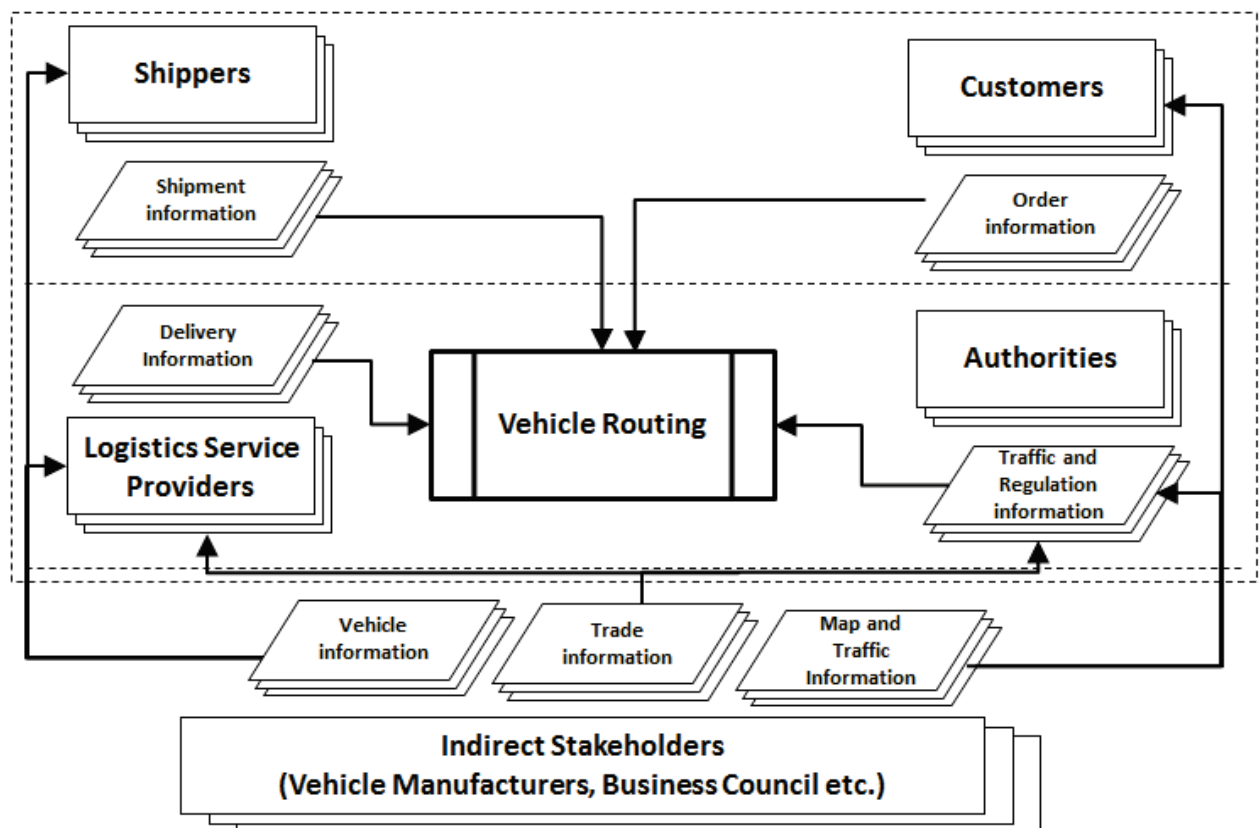 Shippers
Customers
Shipment
information
Order
information
Delivery
Information
Vehicle Routing
Authorities
Logistics Service
Providers
Traffic and
Regulation
information
Vehicle
information
Trade
information
Map and
Traffic
Information
Indirect Stakeholders
(Vehicle Manufacturers, Business Council etc.)